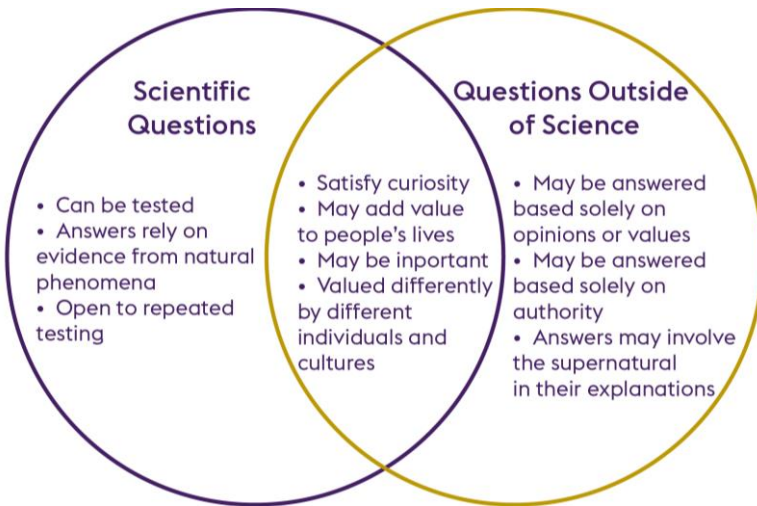 Scientific
Questions
• Can be tested
• Answers rely on
evidence from natural
phenomena
• Open to repeated
testing
• Satisfy curiosity
• May add value
to people's lives
• May be inportant
• Valued differently
by different
individuals and
cultures
Questions Outside
of Science
• May be answered
based solely on
opinions or values
• May be answered
based solely on
authority
• Answers may involve
the supernatural
in their explanations